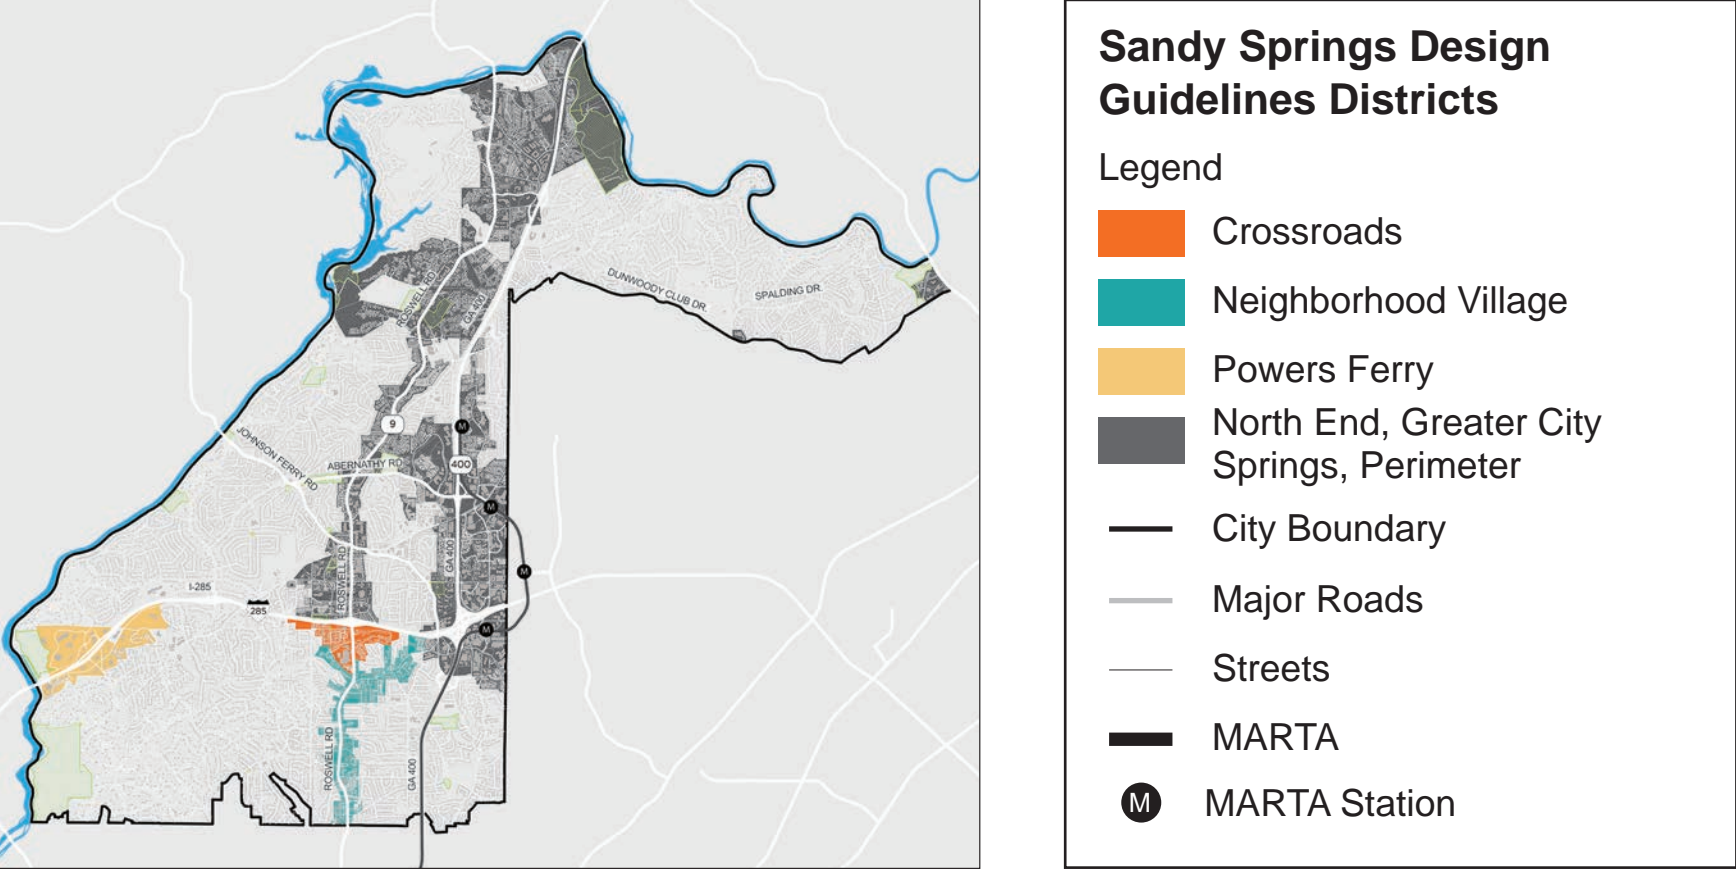 DUNWOODY CLUB DR.
SPALDING DR.
ROSWELL RD
GA 400
9
M
JOHNSON FERRY RD
ABERNATHY RD
400
M
ROSWELL RD
GA 400
M
I-285
285
M
ROSWELL RD
GA 400
Sandy Springs Design
Guidelines Districts
Legend
Crossroads
Neighborhood Village
Powers Ferry
North End, Greater City
Springs, Perimeter
City Boundary
Major Roads
Streets
MARTA
M MARTA Station